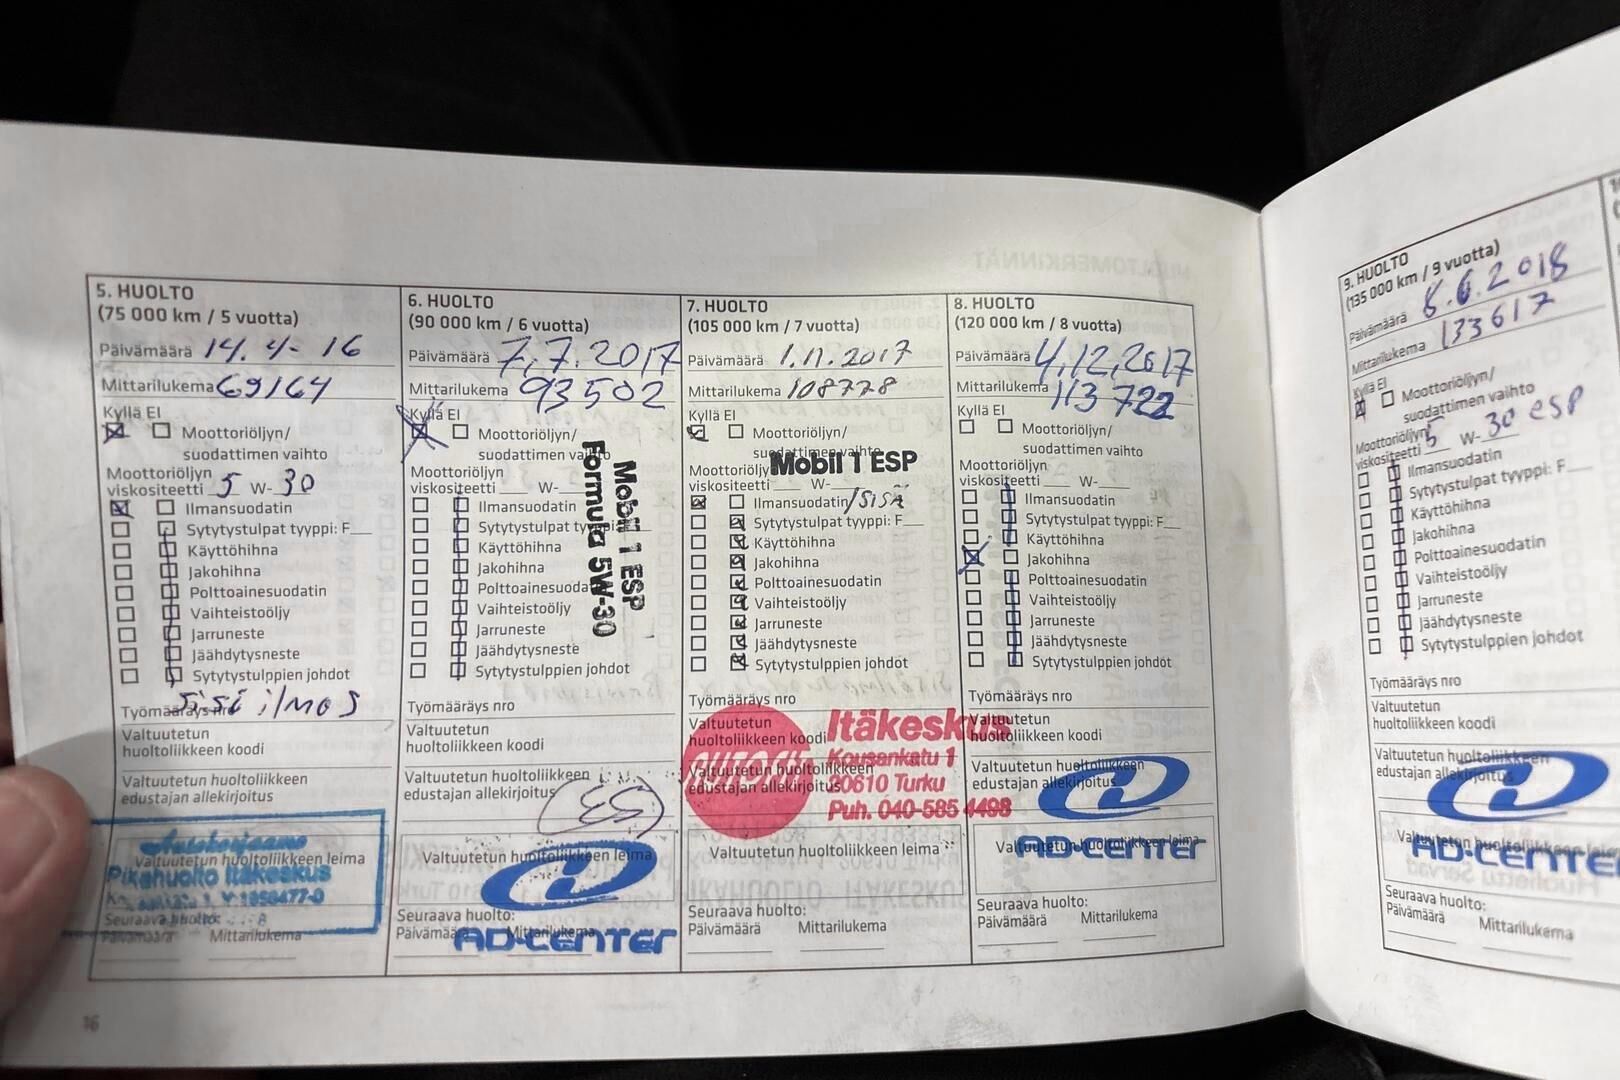 5. HUOLTO
(75 000 km / 5 vuotta)
Päivämäärä 14.4- 16
Mittarilukema 69164
Kyllä EI
Moottoriöljyn/
suodattimen vaihto
Moottoriöljyn
viskositeetti 5 W- 30
Ilmansuodatin
Sytytystulpat tyyppi: F
Käyttöhihna
Jakohihna
Polttoainesuodatin
Vaihteistoöljy
Jarruneste
Jäähdytysneste
Sytytystulppien johdot
Työmääräys nro
Valtuutetun
huoltoliikkeen koodi
Valtuutetun huoltoliikkeen
edustajan allekirjoitus
Autokorjaamo
Valtuutetun huoltoliikkeen leima
Pikahuolto Itäkeskus
Seuraava huolto:
Päivämäärä Mittarilukema
16
6. HUOLTO
(90 000 km / 6 vuotta)
Päivämäärä 7.7.2017
Mittarilukema 93502
Kyllä EI
Moottoriöljyn/
suodattimen vaihto
Moottoriöljyn
viskositeetti W-
Mobil 1 ESP
Formula 5W-30
Ilmansuodatin
Sytytystulpat tyyppi:
Käyttöhihna
Jakohihna
Polttoainesuodatin
Vaihteistoöljy
Jarruneste
Jäähdytysneste
Sytytystulppien johdot
Työmääräys nro
Valtuutetun
huoltoliikkeen koodi
Valtuutetun huoltoliikkeen
edustajan allekirjoitus
Valtuutetun huoltoliikkeen leima
Seuraava huolto:
Päivämäärä Mittarilukema
AD-CENTER
7. HUOLTO
(105 000 km / 7 vuotta)
Päivämäärä 1.11.2017
Mittarilukema 108778
Kyllä EI
Moottoriöljyn/
suodattimen vaihto
Mobil 1 ESP
Moottoriöljyn
viskositeetti W-
Ilmansuodatin /SISÄ
Sytytystulpat tyyppi: F
Käyttöhihna
Jakohihna
Polttoainesuodatin
Vaihteistoöljy
Jarruneste
Jäähdytysneste
Sytytystulppien johdot
Työmääräys nro
Valtuutetun
huoltoliikkeen koodi
Valtuutetun huoltoliikkeen
edustajan allekirjoitus
Itäkeskus
Kousankatu 1
20610 Turku
Puh. 040-585 4498
Valtuutetun huoltoliikkeen leima
Seuraava huolto:
Päivämäärä Mittarilukema
8. HUOLTO
(120 000 km / 8 vuotta)
Päivämäärä 4.12.2017
Mittarilukema 113722
Kyllä EI
Moottoriöljyn/
suodattimen vaihto
Moottoriöljyn
viskositeetti W-
Ilmansuodatin
Sytytystulpat tyyppi: F
Käyttöhihna
Jakohihna
Polttoainesuodatin
Vaihteistoöljy
Jarruneste
Jäähdytysneste
Sytytystulppien johdot
Työmääräys nro
Valtuutetun
huoltoliikkeen koodi
Valtuutetun huoltoliikkeen
edustajan allekirjoitus
Valtuutetun huoltoliikkeen leima
AD-CENTER
Seuraava huolto:
Päivämäärä Mittarilukema
9. HUOLTO
(135 000 km / 9 vuotta)
Päivämäärä 8.6.2018
Mittarilukema 133617
Kyllä EI
Moottoriöljyn/
suodattimen vaihto
Moottoriöljyn
viskositeetti 5 W- 30 ESP
Ilmansuodatin
Sytytystulpat tyyppi: F
Käyttöhihna
Jakohihna
Polttoainesuodatin
Vaihteistoöljy
Jarruneste
Jäähdytysneste
Sytytystulppien johdot
Työmääräys nro
Valtuutetun
huoltoliikkeen koodi
Valtuutetun huoltoliikkeen
edustajan allekirjoitus
Valtuutetun huoltoliikkeen
AD-CENTER
Seuraava huolto:
Päivämäärä Mittarilukema